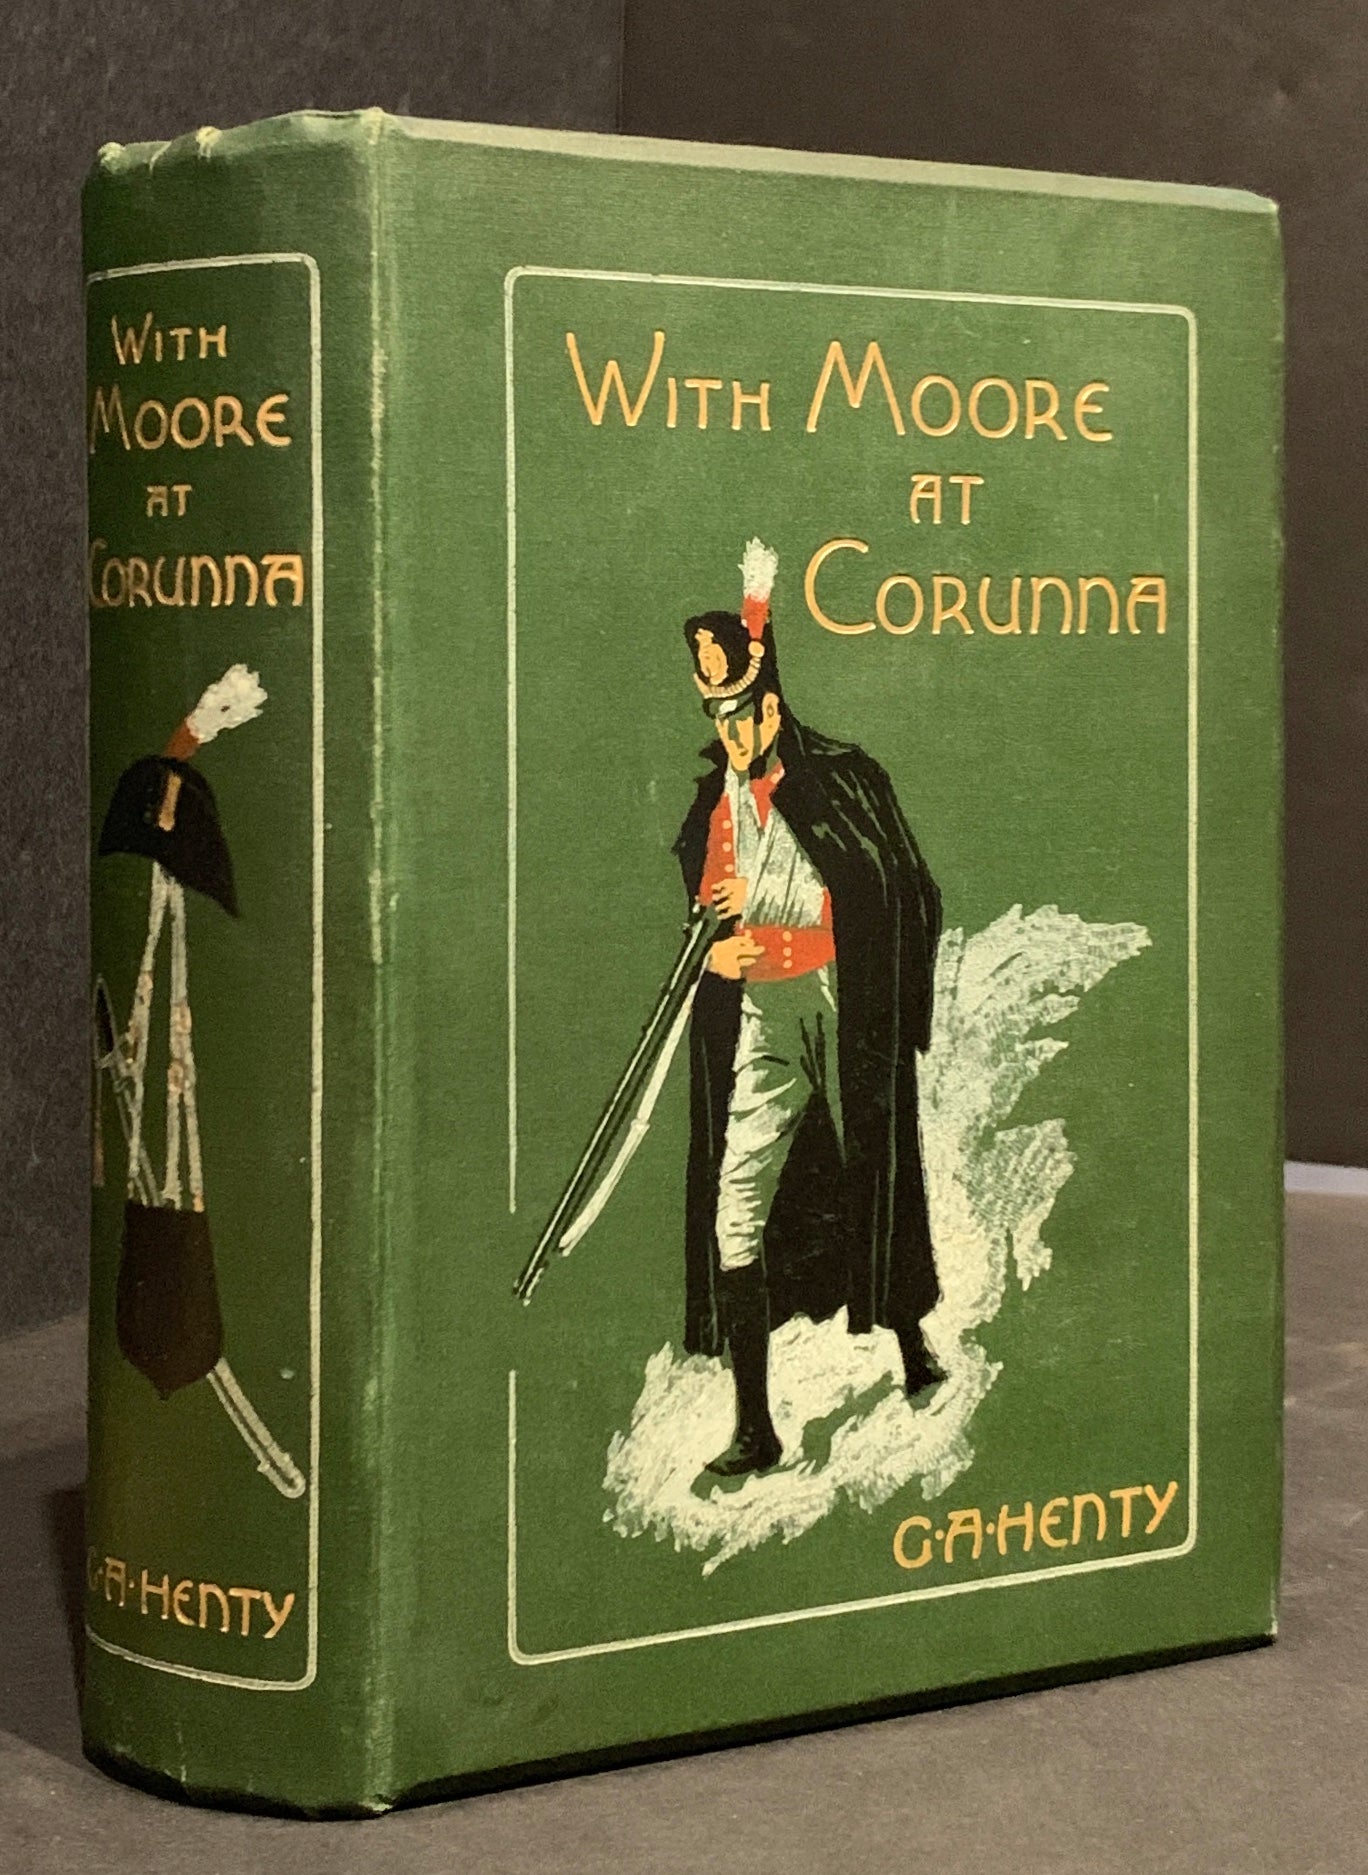 With
Moore
at
Corunna
G·A·Henty
With Moore
at
Corunna
G·A·Henty